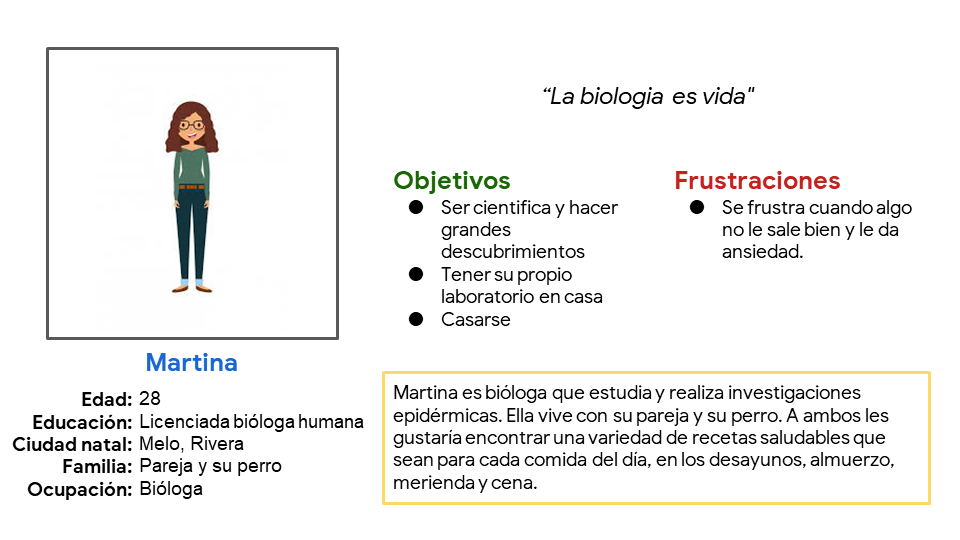 “La biologia es vida"
Objetivos
● Ser cientifica y hacer
grandes
descubrimientos
● Tener su propio
laboratorio en casa
● Casarse
Frustraciones
● Se frustra cuando algo
no le sale bien y le da
ansiedad.
Martina
Edad: 28
Educación: Licenciada bióloga humana
Ciudad natal: Melo, Rivera
Familia: Pareja y su perro
Ocupación: Bióloga
Martina es bióloga que estudia y realiza investigaciones
epidérmicas. Ella vive con su pareja y su perro. A ambos les
gustaría encontrar una variedad de recetas saludables que
sean para cada comida del día, en los desayunos, almuerzo,
merienda y cena.